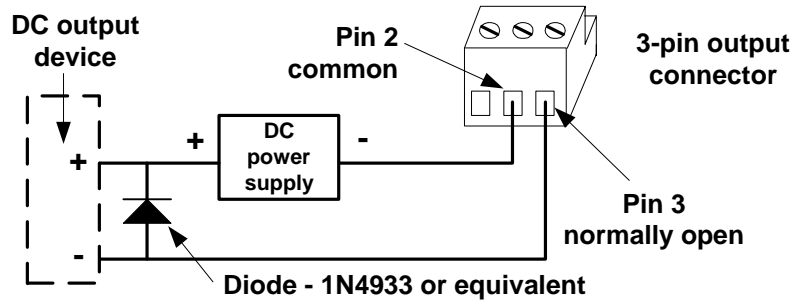 DC output
device
Pin 2
common
3-pin output
connector
+
+
DC
power
supply
-
Pin 3
normally open
-
Diode - 1N4933 or equivalent